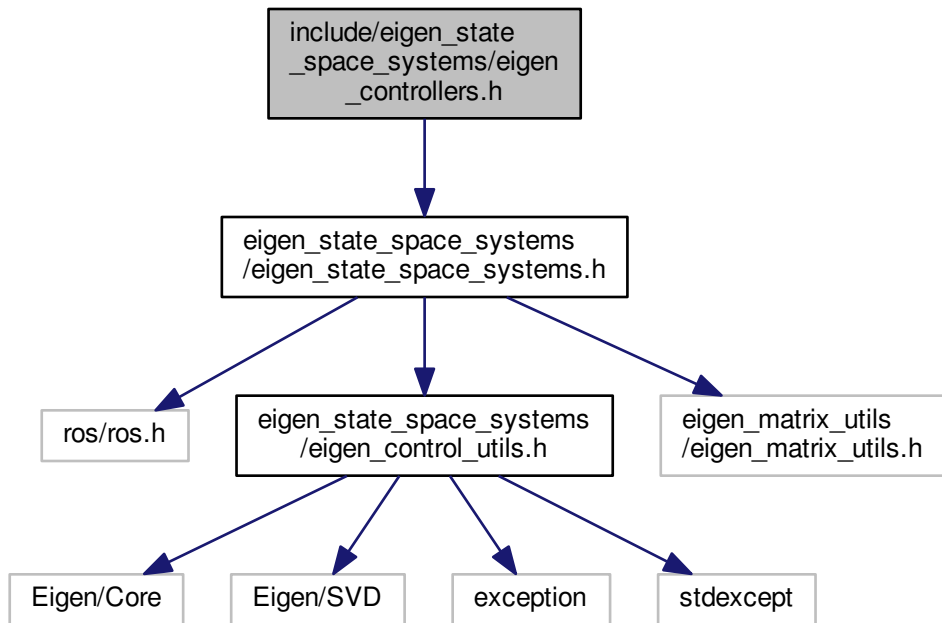 include/eigen_state
_space_systems/eigen
_controllers.h
eigen_state_space_systems
/eigen_state_space_systems.h
ros/ros.h
eigen_state_space_systems
/eigen_control_utils.h
eigen_matrix_utils
/eigen_matrix_utils.h
Eigen/Core
Eigen/SVD
exception
stdexcept